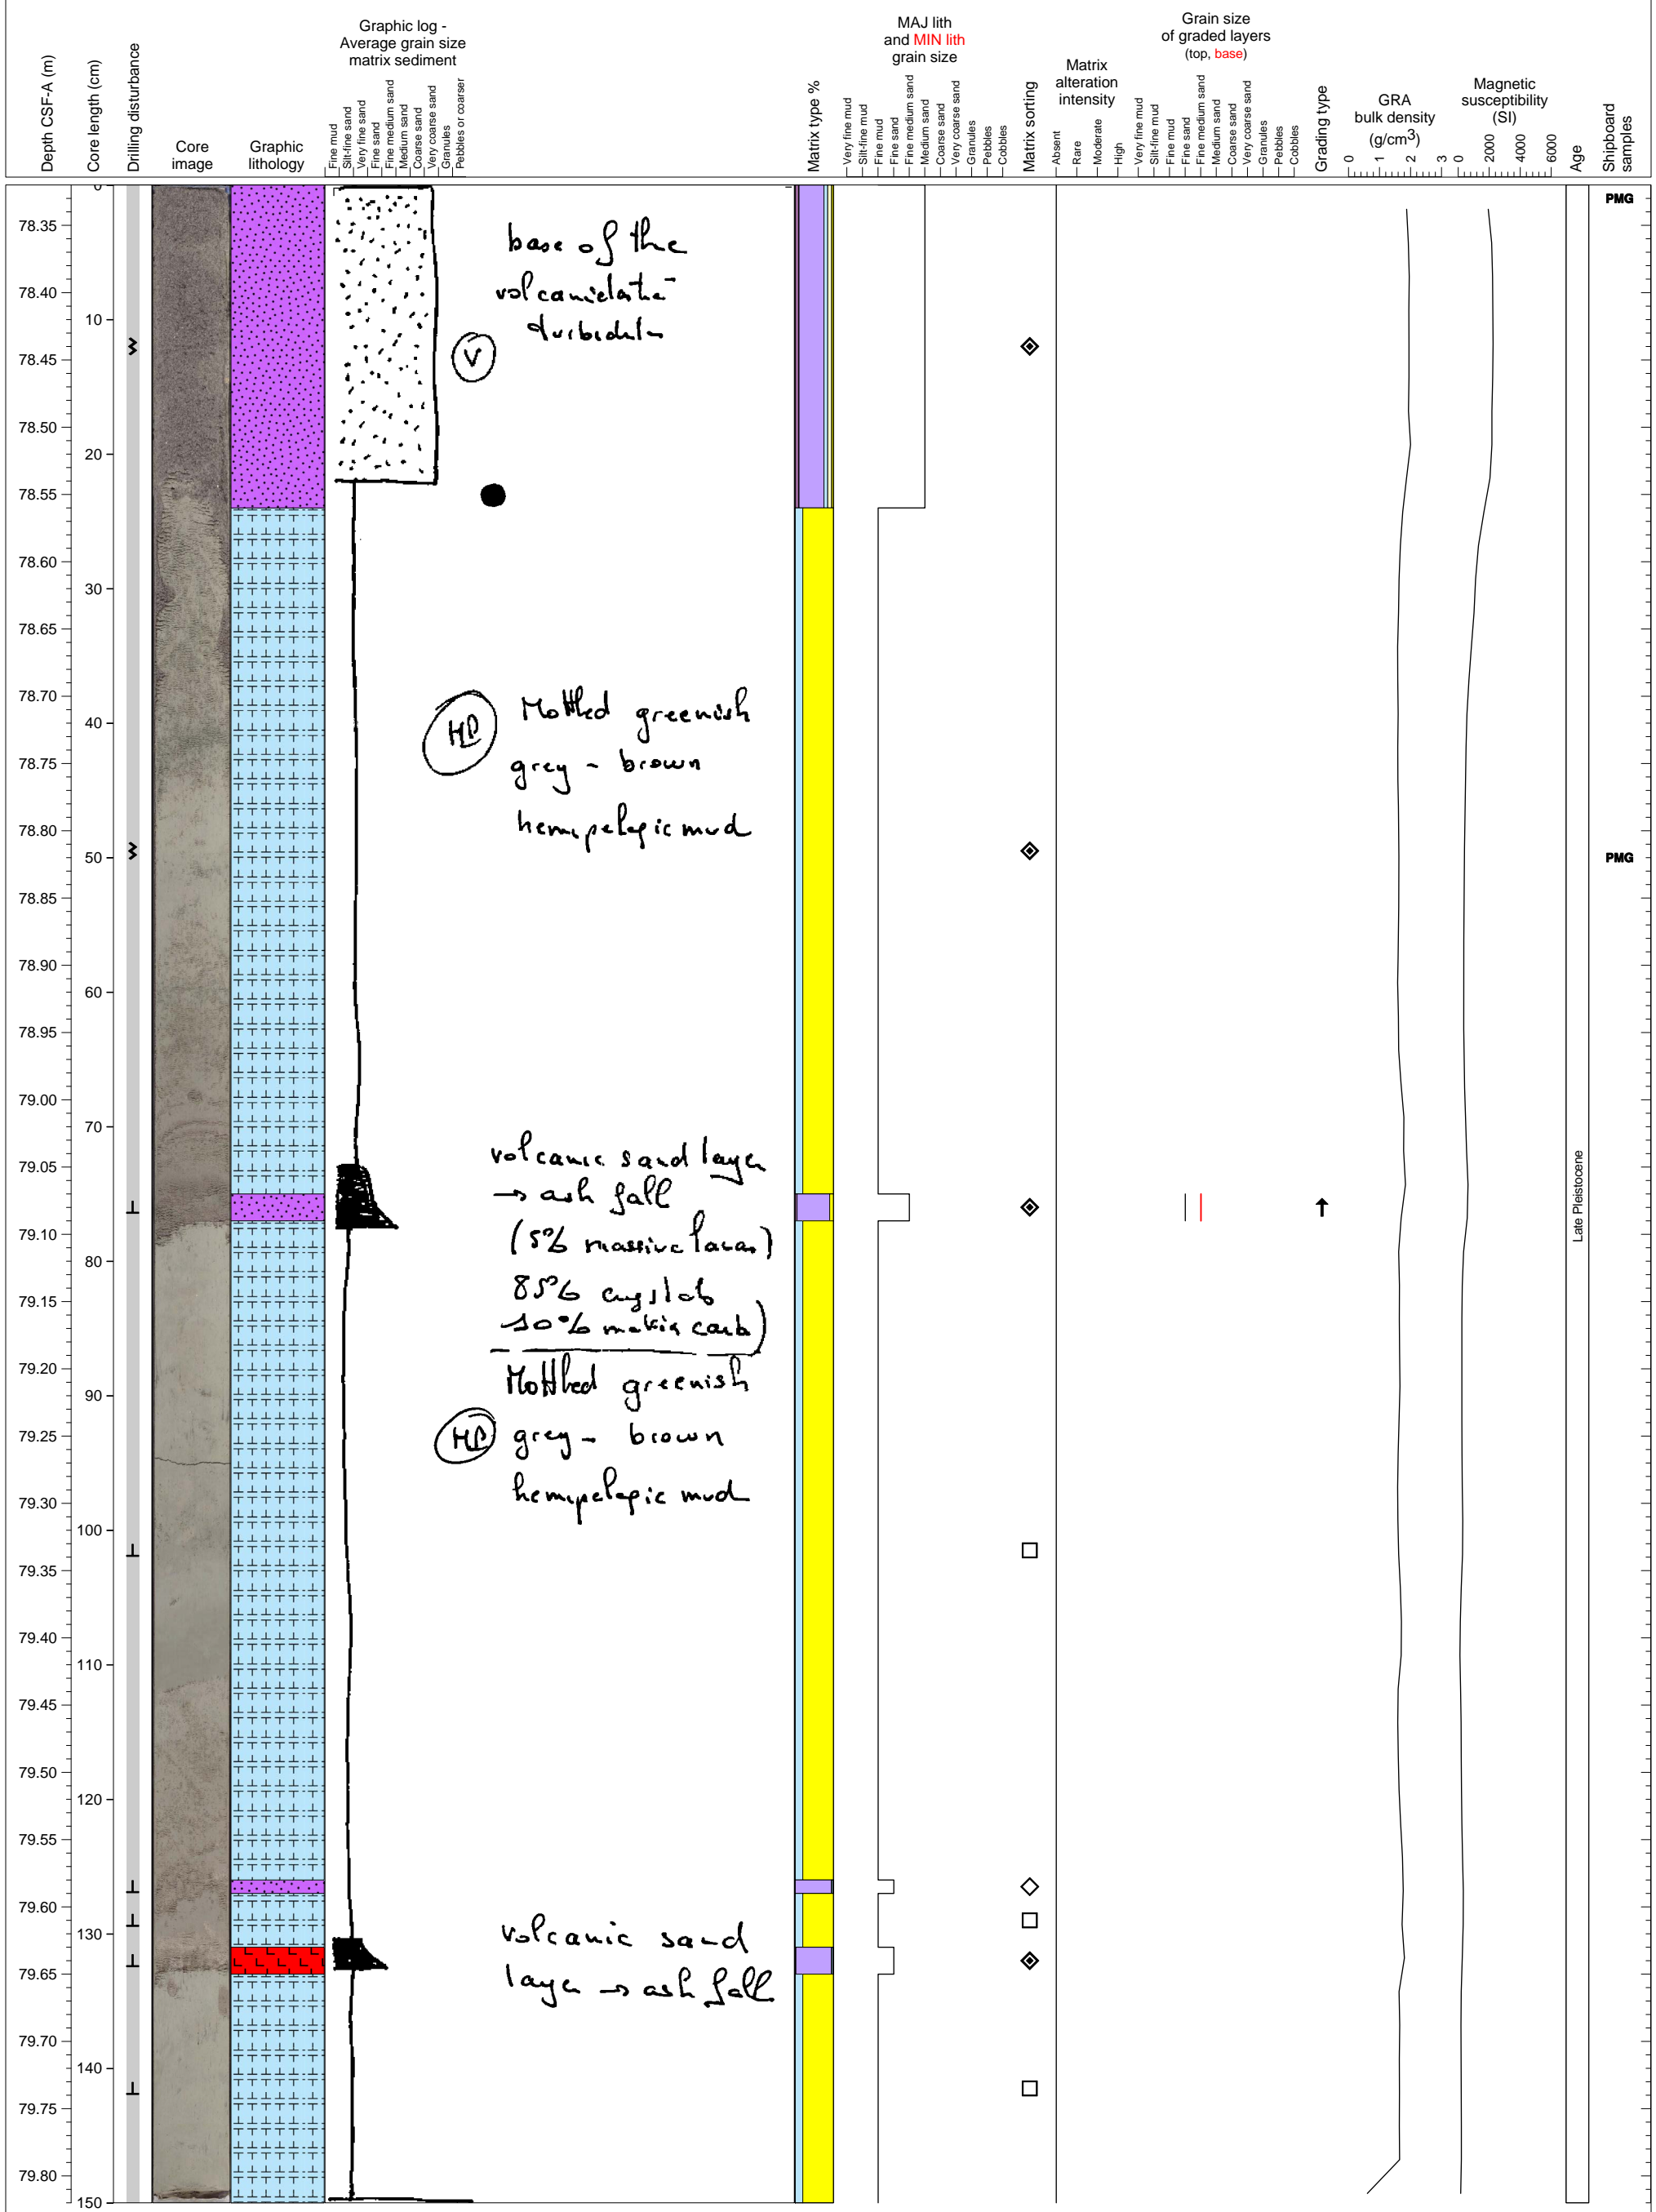 Depth CSF-A (m)
Core length (cm)
Drilling disturbance
Core
image
Graphic
lithology
Graphic log -
Average grain size
matrix sediment
Fine mud
Silt-fine sand
Very fine sand
Fine sand
Fine medium sand
Medium sand
Coarse sand
Very coarse sand
Granules
Pebbles or coarser
Matrix type %
MAJ lith
and MIN lith
grain size
Very fine mud
Silt-fine mud
Fine mud
Fine sand
Fine medium sand
Medium sand
Coarse sand
Very coarse sand
Granules
Pebbles
Cobbles
Matrix sorting
Matrix
alteration
intensity
Absent
Rare
Moderate
High
Grain size
of graded layers
(top, base)
Very fine mud
Silt-fine mud
Fine mud
Fine sand
Fine medium sand
Medium sand
Coarse sand
Very coarse sand
Granules
Pebbles
Cobbles
Grading type
GRA
bulk density
(g/cm3)
0 1 2 3
Magnetic
susceptibility
(SI)
0 2000 4000 6000
Age
Shipboard
samples
78.35
78.40
78.45
78.50
78.55
78.60
78.65
78.70
78.75
78.80
78.85
78.90
78.95
79.00
79.05
79.10
79.15
79.20
79.25
79.30
79.35
79.40
79.45
79.50
79.55
79.60
79.65
79.70
79.75
79.80
0
10
20
30
40
50
60
70
80
90
100
110
120
130
140
150
base of the
V
HP
Mottled greenish
grey - brown
hemipelagic mud
volcanic sand layer
→ ash fall
(5% massive lavas)
85%
10%
Mottled greenish
HP grey - brown
hemipelagic mud
volcanic sand
layer → ash fall
Late Pleistocene
PMG
PMG